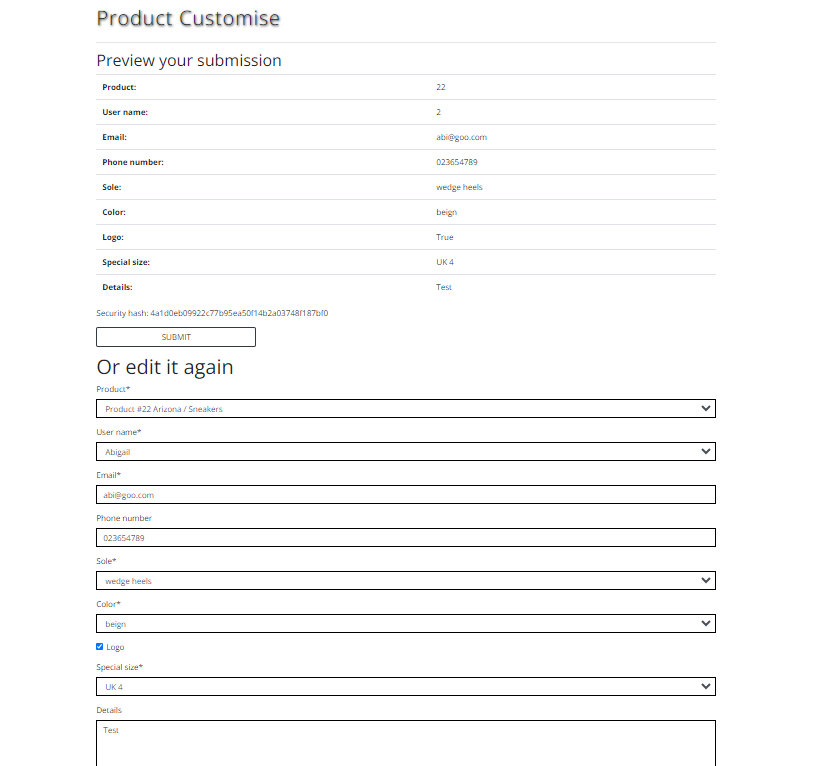 Product Customise
Preview your submission
Product: 22
User name: 2
Email: abi@goo.com
Phone number: 023654789
Sole: wedge heels
Color: beign
Logo: True
Special size: UK 4
Details: Test
Security hash: 4a1d0eb09922c77b95ea50f14b2a03748f187bf0
SUBMIT
Or edit it again
Product*
Product #22 Arizona / Sneakers
User name*
Abigail
Email*
abi@goo.com
Phone number
023654789
Sole*
wedge heels
Color*
beign
Logo
Special size*
UK 4
Details
Test